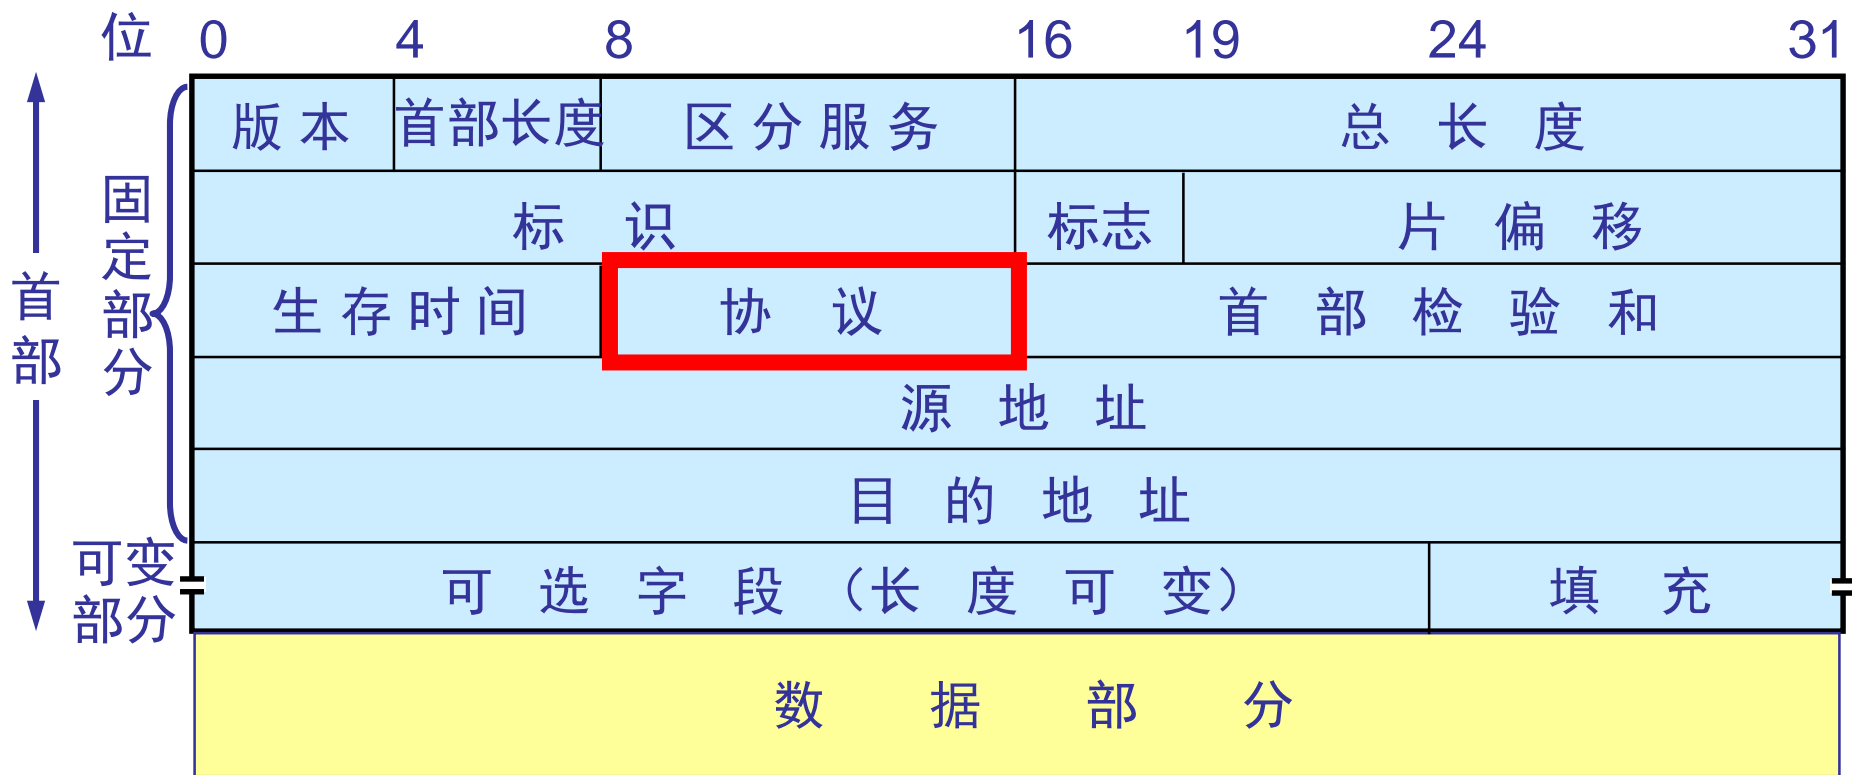 位 0 4 8 16 19 24 31
版本 首部长度 区分服务 总长度
标识 标志 片偏移
生存时间 协议 首部检验和
源地址
目的地址
可选字段（长度可变） 填充
数据部分
首部
固定部分
可变
部分